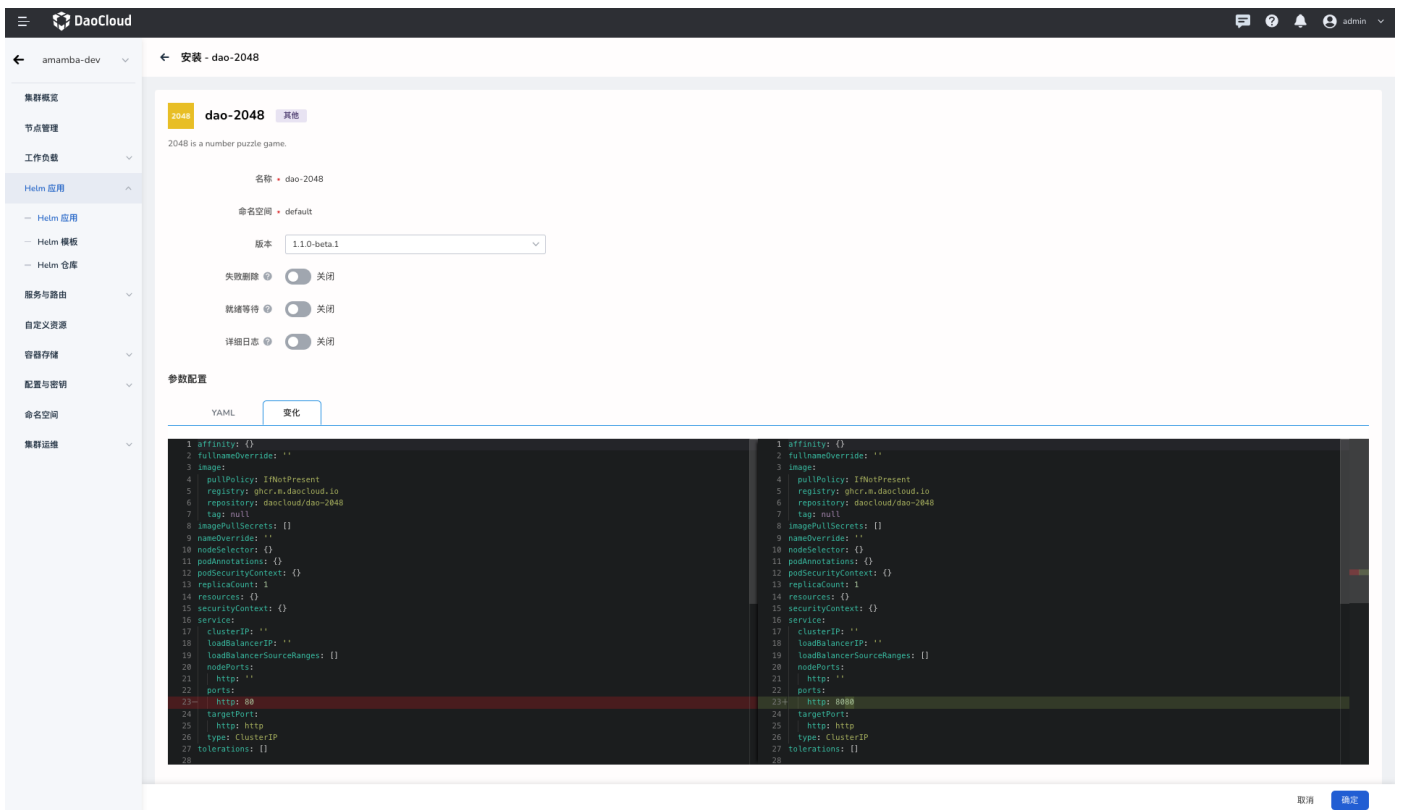 DaoCloud
admin
amamba-dev
安装 - dao-2048
集群概览
节点管理
工作负载
Helm 应用
Helm 应用
Helm 模板
Helm 仓库
服务与路由
自定义资源
容器存储
配置与密钥
命名空间
集群运维
2048
dao-2048 其他
2048 is a number puzzle game.
名称 • dao-2048
命名空间 • default
版本 1.1.0-beta.1
失败删除 关闭
就绪等待 关闭
详细日志 关闭
参数配置
YAML 变化
1 affinity: {}
2 fullnameOverride: ''
3 image:
4 pullPolicy: IfNotPresent
5 registry: ghcr.m.daocloud.io
6 repository: daocloud/dao-2048
7 tag: null
8 imagePullSecrets: []
9 nameOverride: ''
10 nodeSelector: {}
11 podAnnotations: {}
12 podSecurityContext: {}
13 replicaCount: 1
14 resources: {}
15 securityContext: {}
16 service:
17 clusterIP: ''
18 loadBalancerIP: ''
19 loadBalancerSourceRanges: []
20 nodePorts:
21 http: ''
22 ports:
23- http: 80
24 targetPort:
25 http: http
26 type: ClusterIP
27 tolerations: []
28
1 affinity: {}
2 fullnameOverride: ''
3 image:
4 pullPolicy: IfNotPresent
5 registry: ghcr.m.daocloud.io
6 repository: daocloud/dao-2048
7 tag: null
8 imagePullSecrets: []
9 nameOverride: ''
10 nodeSelector: {}
11 podAnnotations: {}
12 podSecurityContext: {}
13 replicaCount: 1
14 resources: {}
15 securityContext: {}
16 service:
17 clusterIP: ''
18 loadBalancerIP: ''
19 loadBalancerSourceRanges: []
20 nodePorts:
21 http: ''
22 ports:
23+ http: 8080
24 targetPort:
25 http: http
26 type: ClusterIP
27 tolerations: []
28
取消 确定